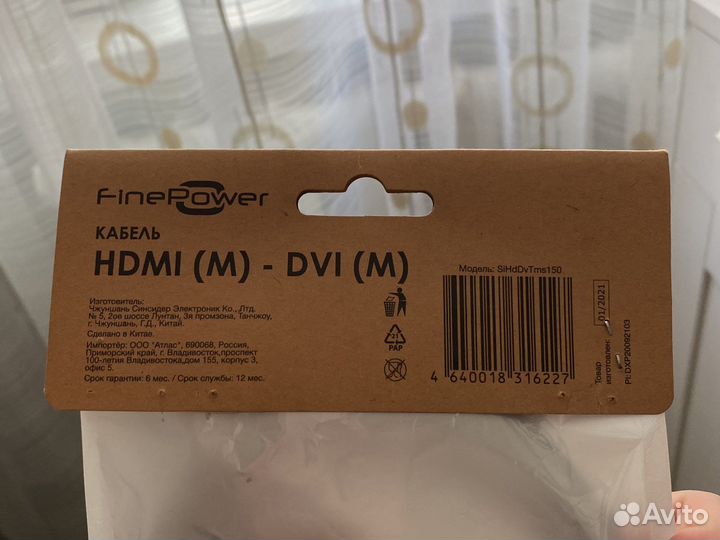 FinePower
КАБЕЛЬ
HDMI (M) - DVI (M)
Изготовитель:
Чжуншань Синсидер Электроник Ко., Лтд.
№ 5, 2ое шоссе Лунтан, 3я промзона, Танчжоу,
г. Чжуншань, Г.Д., Китай.
Сделано в Китае.
Импортёр: ООО "Атлас", 690068, Россия,
Приморский край, г. Владивосток,проспект
100-летия Владивостока,дом 155, корпус 3,
офис 5.
Срок гарантии: 6 мес. / Срок службы: 12 мес.
21
PAP
Модель: SiHdDvTms150
4 640018 316227
Товар
изготовлен:
01/2021
PI:DXP20092103
Avito